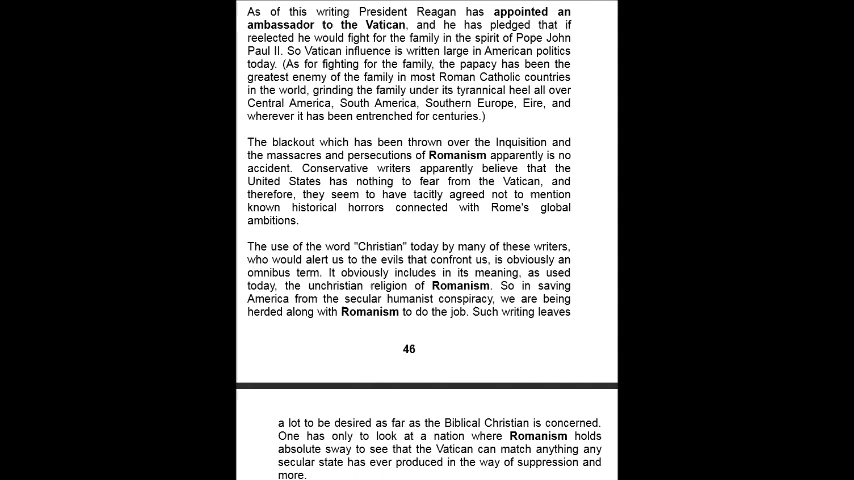 As of this writing President Reagan has appointed an
ambassador to the Vatican, and he has pledged that if
reelected he would fight for the family in the spirit of Pope John
Paul II. So Vatican influence is written large in American politics
today. (As for fighting for the family, the papacy has been the
greatest enemy of the family in most Roman Catholic countries
in the world, grinding the family under its tyrannical heel all over
Central America, South America, Southern Europe, Eire, and
wherever it has been entrenched for centuries.)
The blackout which has been thrown over the Inquisition and
the massacres and persecutions of Romanism apparently is no
accident. Conservative writers apparently believe that the
United States has nothing to fear from the Vatican, and
therefore, they seem to have tacitly agreed not to mention
known historical horrors connected with Rome's global
ambitions.
The use of the word "Christian" today by many of these writers,
who would alert us to the evils that confront us, is obviously an
omnibus term. It obviously includes in its meaning, as used
today, the unchristian religion of Romanism. So in saving
America from the secular humanist conspiracy, we are being
herded along with Romanism to do the job. Such writing leaves
46
a lot to be desired as far as the Biblical Christian is concerned.
One has only to look at a nation where Romanism holds
absolute sway to see that the Vatican can match anything any
secular state has ever produced in the way of suppression and
more.